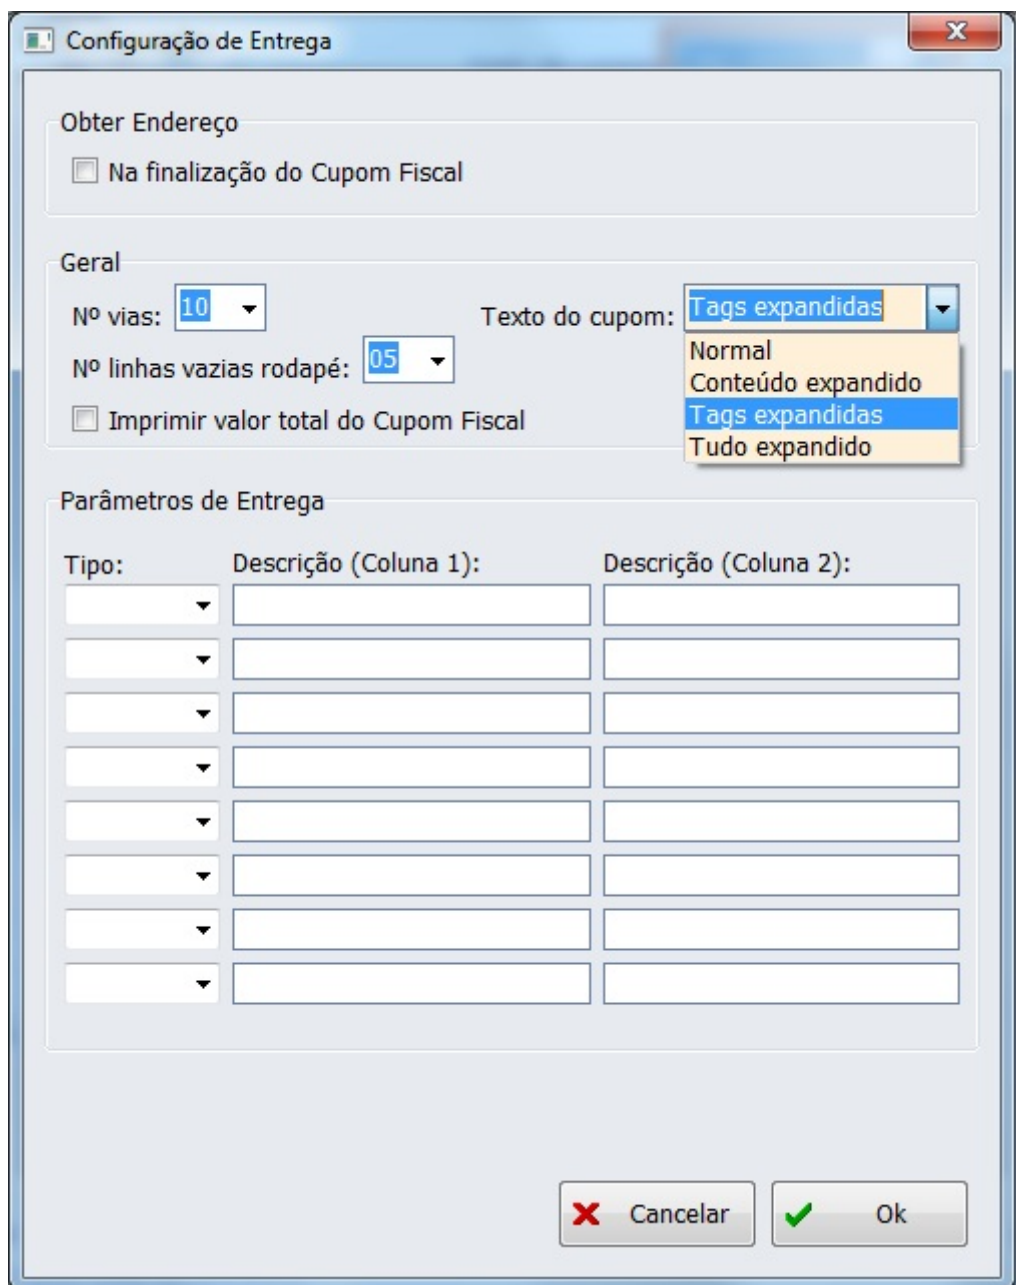 Configuração de Entrega
Obter Endereço
Na finalização do Cupom Fiscal
Geral
Nº vias: 10 Texto do cupom: Tags expandidas
Normal
Nº linhas vazias rodapé: 05
Conteúdo expandido
Tags expandidas
Imprimir valor total do Cupom Fiscal
Tudo expandido
Parâmetros de Entrega
Tipo: Descrição (Coluna 1): Descrição (Coluna 2):
Cancelar Ok